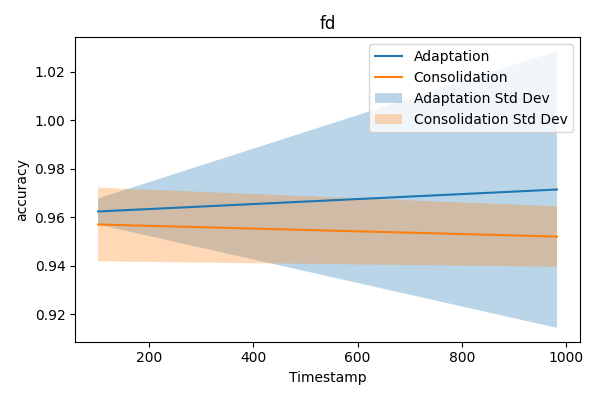 fd
Adaptation
Consolidation
Adaptation Std Dev
Consolidation Std Dev
accuracy
1.02
1.00
0.98
0.96
0.94
0.92
200 400 600 800 1000
Timestamp